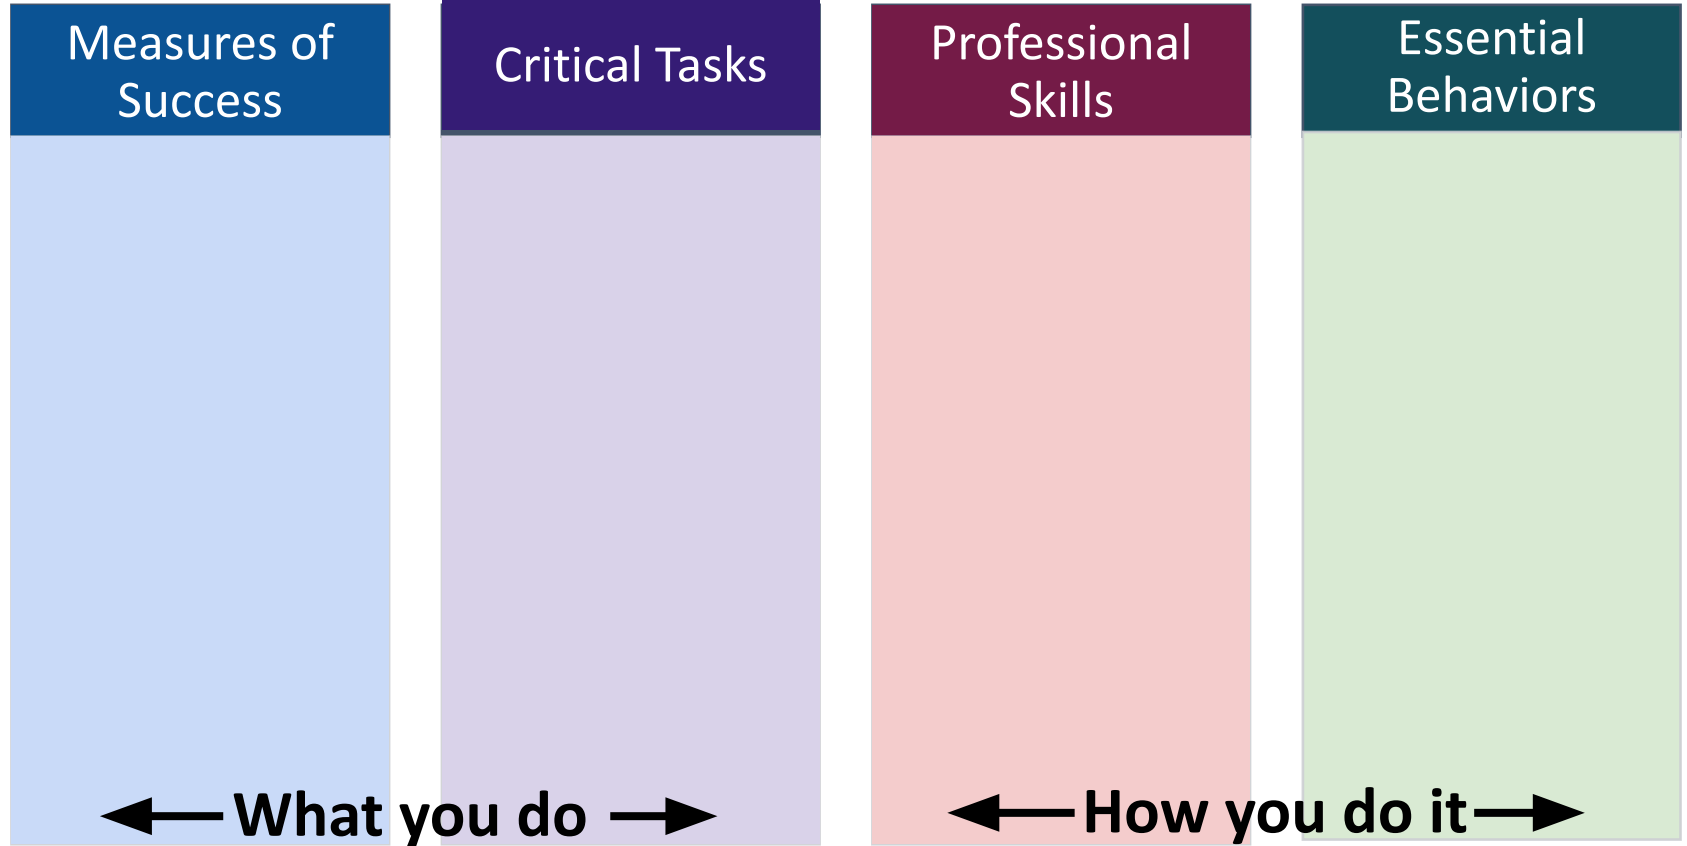 Measures of
Success
Critical Tasks
Professional
Skills
Essential
Behaviors
What you do
How you do it